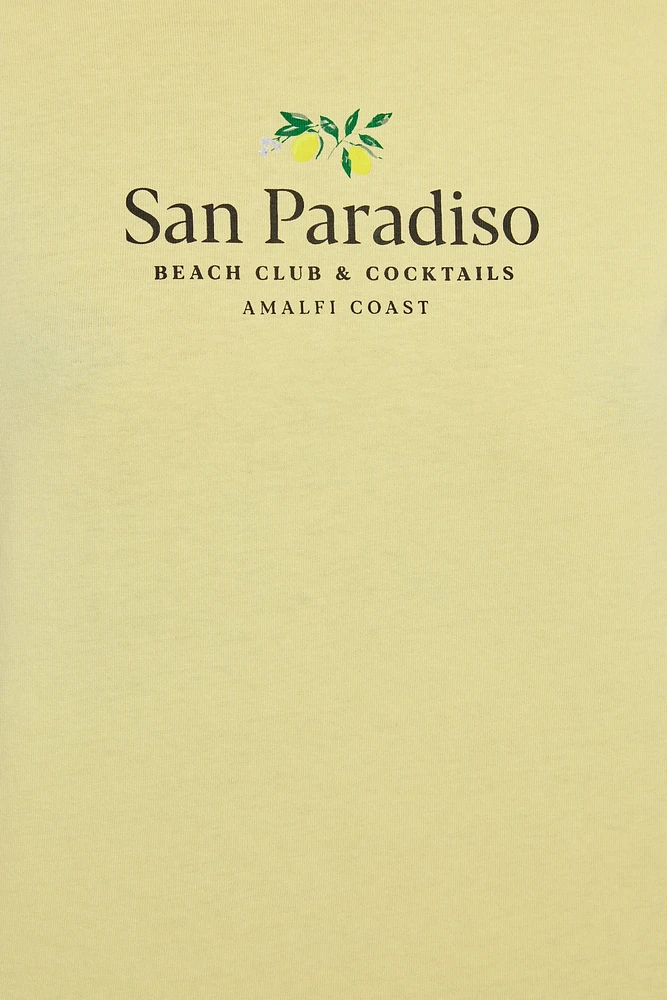 San Paradiso
BEACH CLUB & COCKTAILS
AMALFI COAST